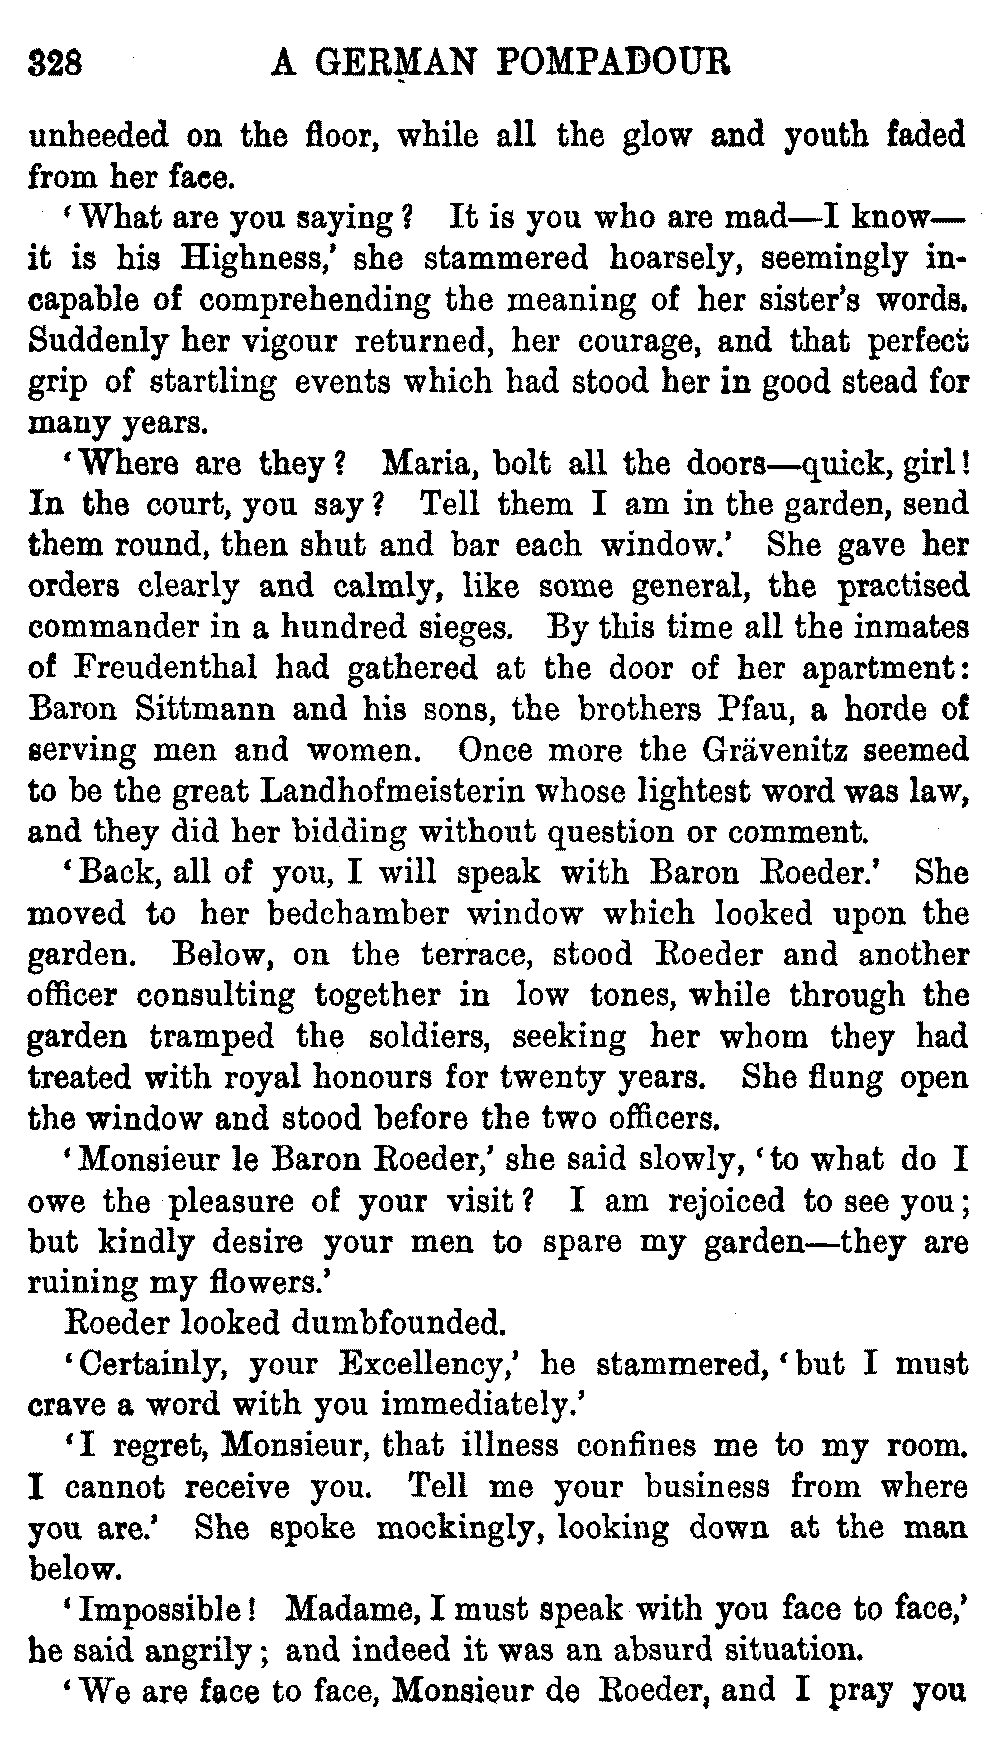 328 A GERMAN POMPADOUR
unheeded on the floor, while all the glow and youth faded
from her face.
‘What are you saying? It is you who are mad—I know—
it is his Highness,’ she stammered hoarsely, seemingly in-
capable of comprehending the meaning of her sister’s words.
Suddenly her vigour returned, her courage, and that perfect
grip of startling events which had stood her in good stead for
many years.
‘Where are they? Maria, bolt all the doors—quick, girl!
In the court, you say? Tell them I am in the garden, send
them round, then shut and bar each window.’ She gave her
orders clearly and calmly, like some general, the practised
commander in a hundred sieges. By this time all the inmates
of Freudenthal had gathered at the door of her apartment:
Baron Sittmann and his sons, the brothers Pfau, a horde of
serving men and women. Once more the Grävenitz seemed
to be the great Landhofmeisterin whose lightest word was law,
and they did her bidding without question or comment.
‘Back, all of you, I will speak with Baron Roeder.’ She
moved to her bedchamber window which looked upon the
garden. Below, on the terrace, stood Roeder and another
officer consulting together in low tones, while through the
garden tramped the soldiers, seeking her whom they had
treated with royal honours for twenty years. She flung open
the window and stood before the two officers.
‘Monsieur le Baron Roeder,’ she said slowly, ‘to what do I
owe the pleasure of your visit? I am rejoiced to see you;
but kindly desire your men to spare my garden—they are
ruining my flowers.’
Roeder looked dumbfounded.
‘Certainly, your Excellency,’ he stammered, ‘but I must
crave a word with you immediately.’
‘I regret, Monsieur, that illness confines me to my room.
I cannot receive you. Tell me your business from where
you are.’ She spoke mockingly, looking down at the man
below.
‘Impossible! Madame, I must speak with you face to face,’
he said angrily; and indeed it was an absurd situation.
‘We are face to face, Monsieur de Roeder, and I pray you